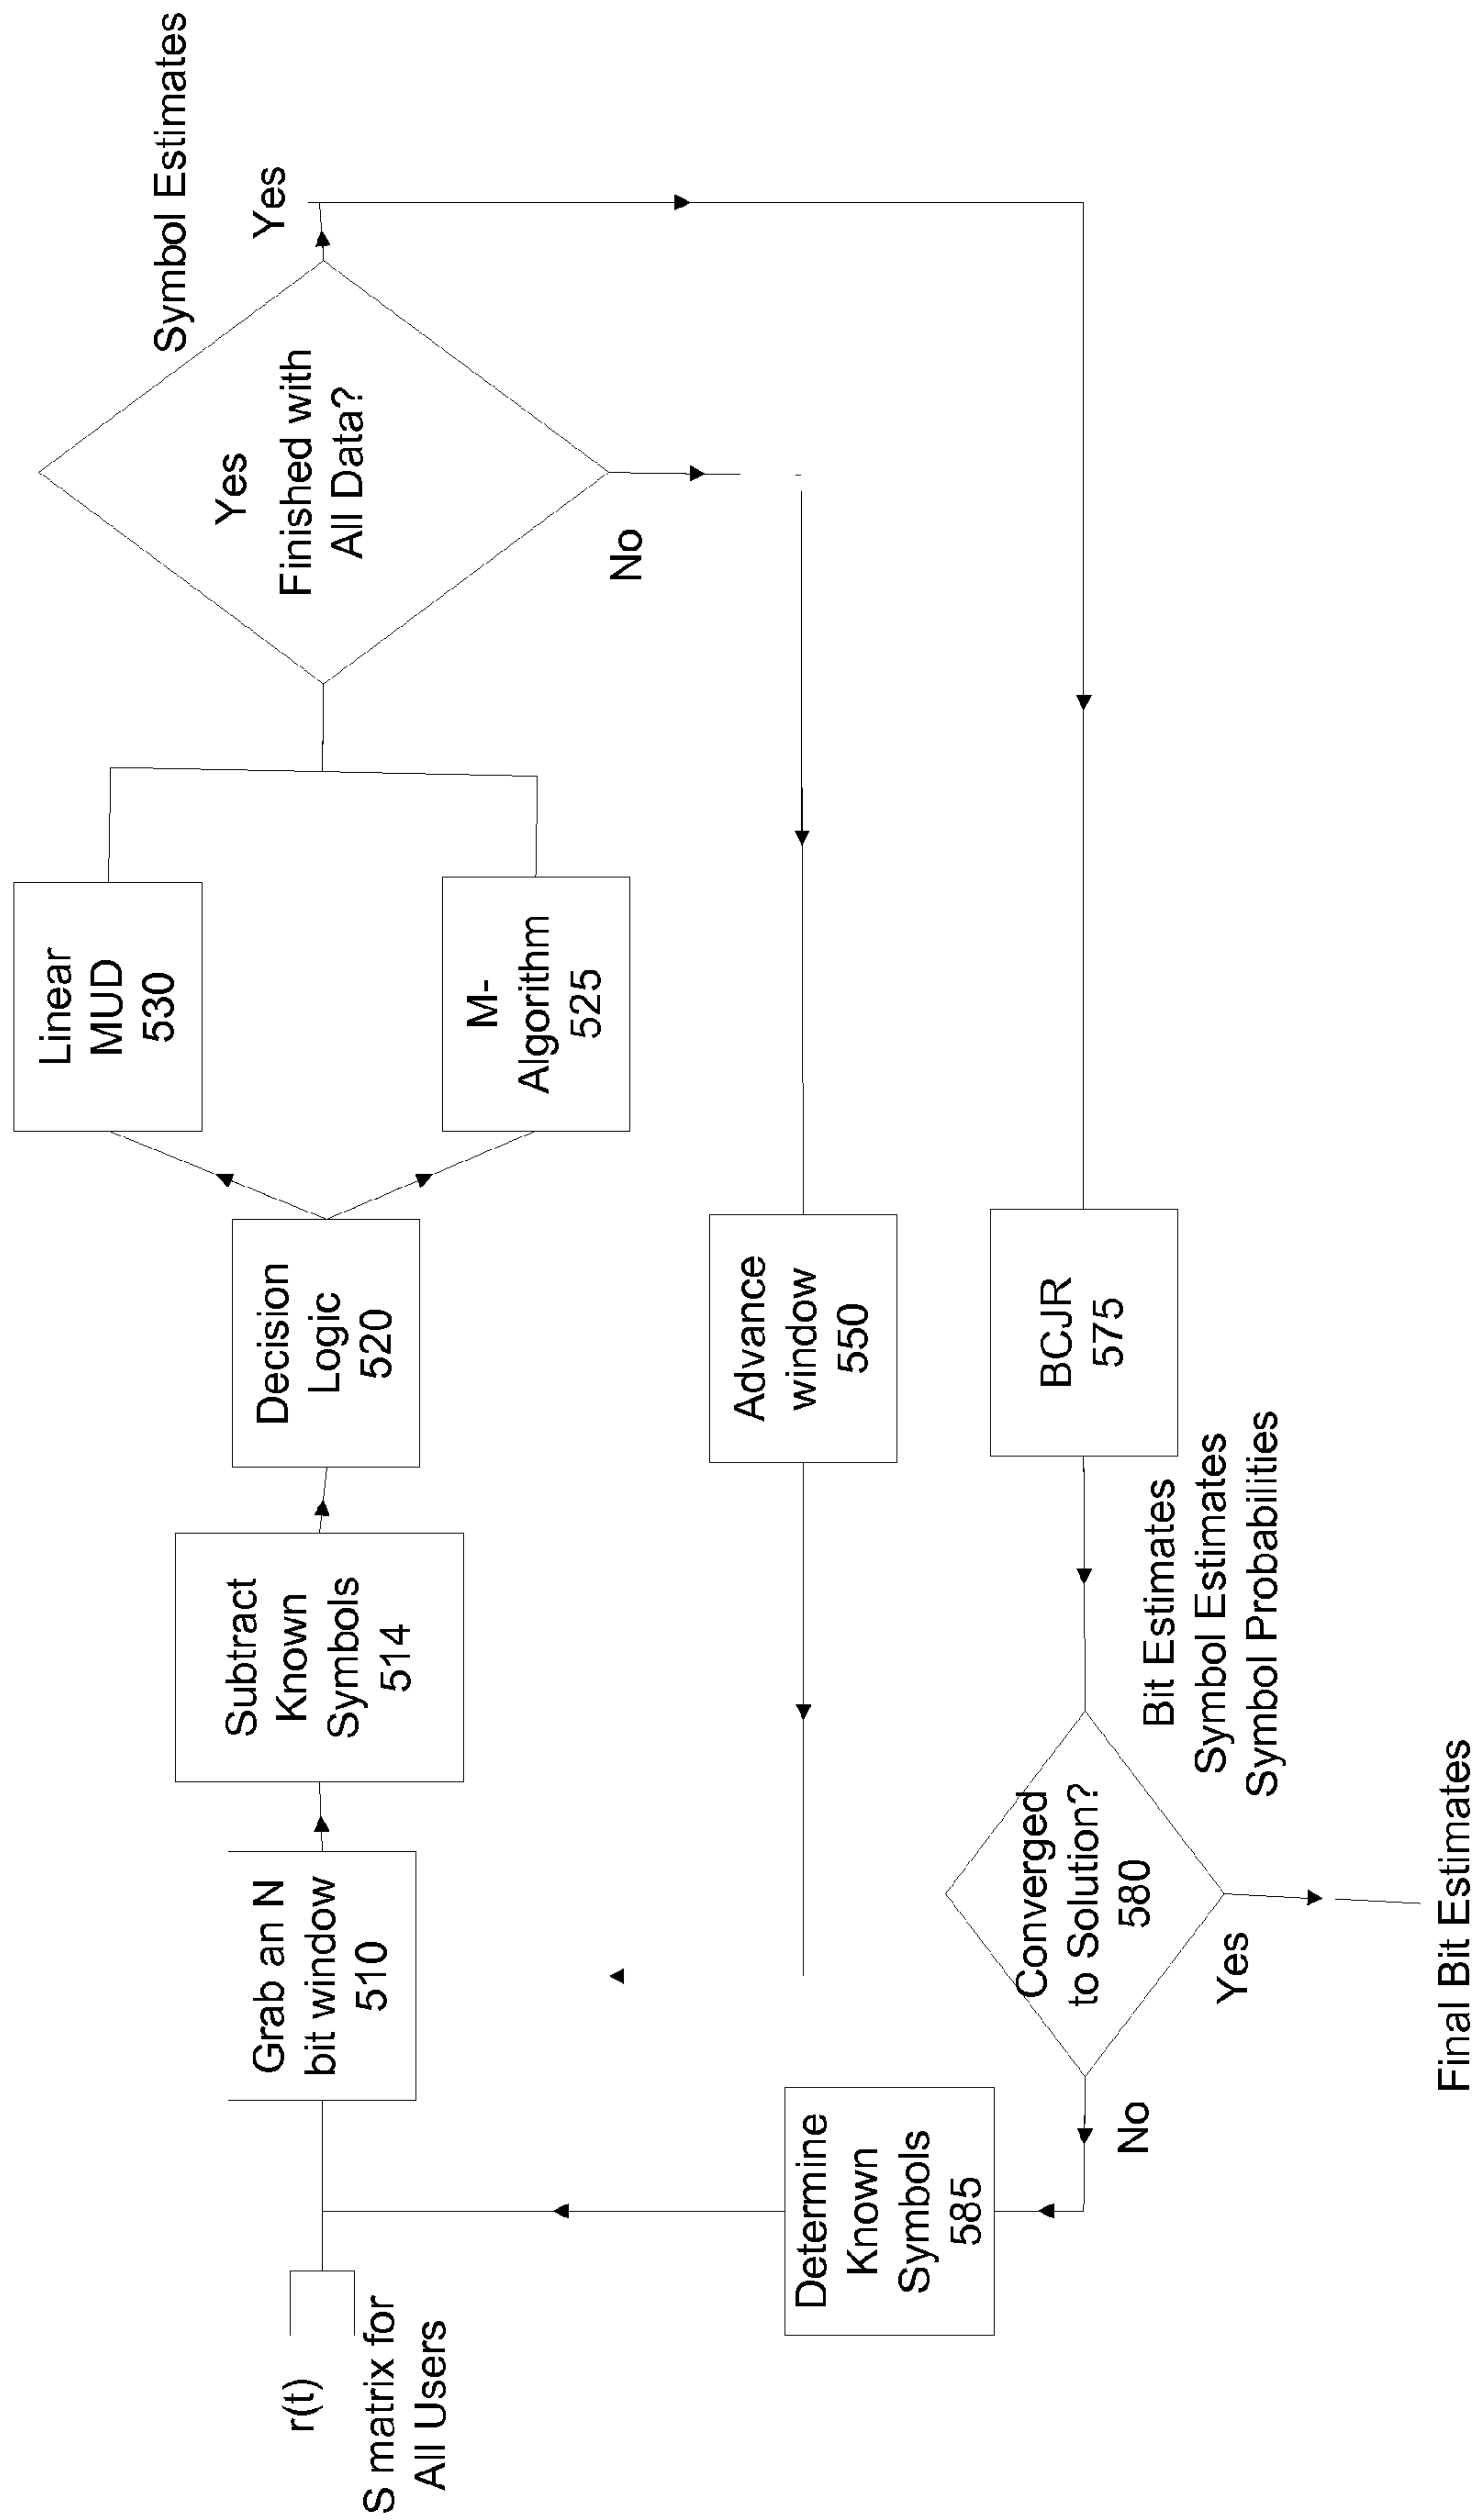 r(t)
S matrix for
All Users
Grab an N
bit window
510
Subtract
Known
Symbols
514
Decision
Logic
520
Linear
MUD
530
M-
Algorithm
525
Yes
Finished with
All Data?
Yes
Symbol Estimates
No
Advance
window
550
BCJR
575
Bit Estimates
Symbol Estimates
Symbol Probabilities
Converged
to Solution?
580
Yes
Final Bit Estimates
No
Determine
Known
Symbols
585